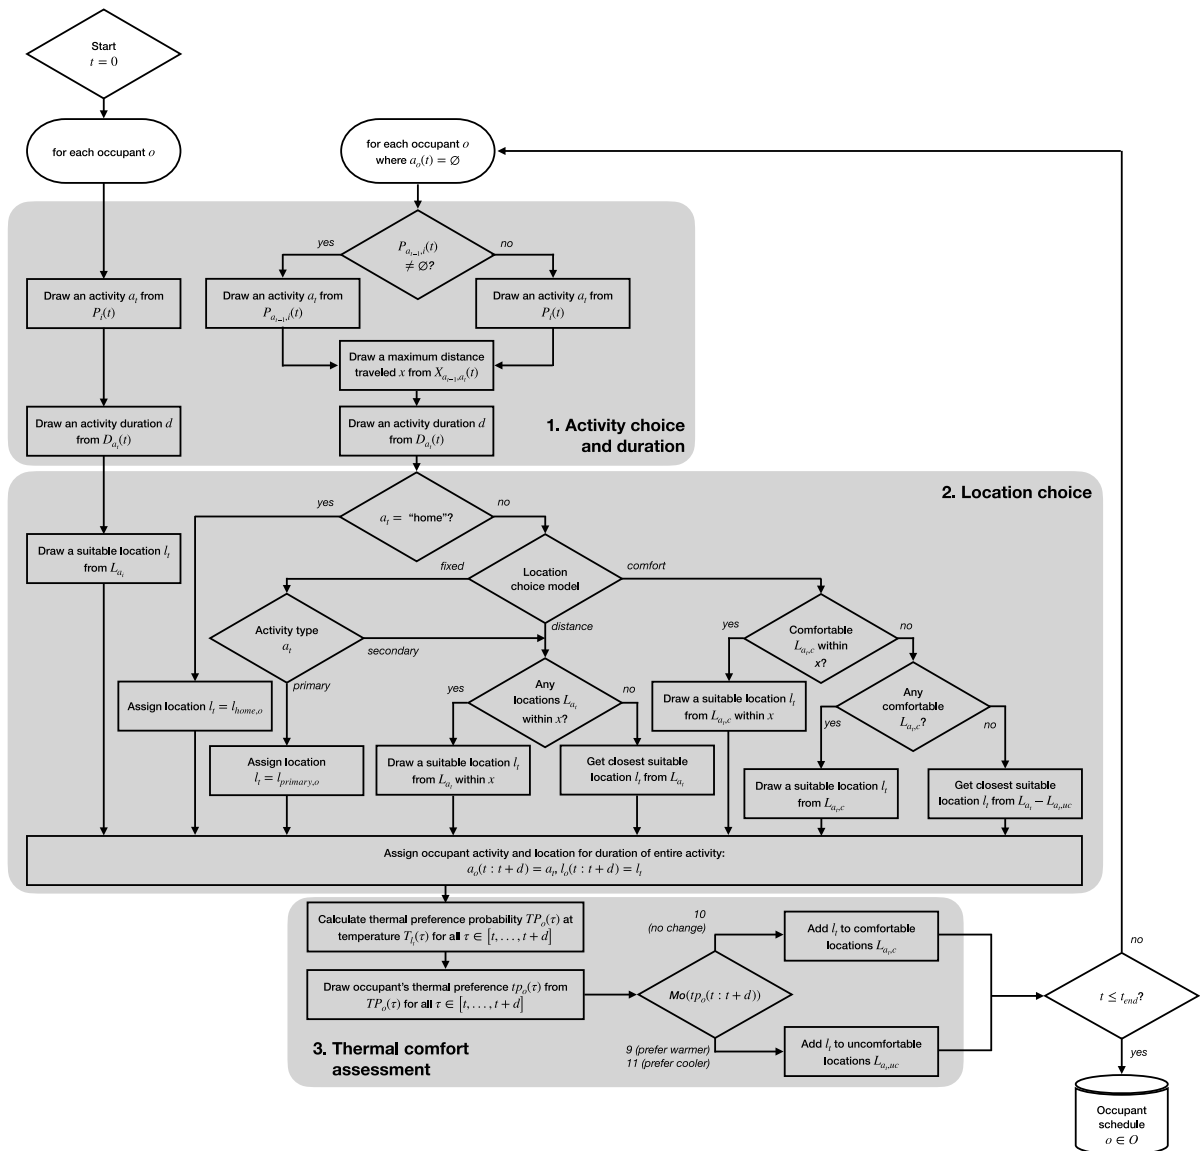 Start
t = 0
for each occupant o
for each occupant o
where aₒ(t) = ∅
1. Activity choice
and duration
yes
P_{a_{t−1},i}(t)
≠ ∅?
no
Draw an activity a_t from
P_i(t)
Draw an activity a_t from
P_{a_{t−1},i}(t)
Draw an activity a_t from
P_i(t)
Draw a maximum distance
traveled x from X_{a_{t−1},a_t}(t)
Draw an activity duration d
from D_{a_t}(t)
Draw an activity duration d
from D_{a_t}(t)
2. Location choice
yes
a_t = “home”?
no
Draw a suitable location l_t
from L_{a_t}
fixed
Location
choice model
comfort
distance
Activity type
a_t
secondary
primary
yes
Comfortable
L_{a_t,c} within
x?
no
Assign location l_t = l_{home,o}
yes
Any
locations L_{a_t}
within x?
no
Draw a suitable location l_t
from L_{a_t,c} within x
yes
Any
comfortable
L_{a_t,c}?
no
Assign location
l_t = l_{primary,o}
Draw a suitable location l_t
from L_{a_t} within x
Get closest suitable
location l_t from L_{a_t}
Draw a suitable location l_t
from L_{a_t,c}
Get closest suitable
location l_t from L_{a_t} − L_{a_t,uc}
Assign occupant activity and location for duration of entire activity:
a_o(t : t + d) = a_t, l_o(t : t + d) = l_t
Calculate thermal preference probability TP_o(τ) at
temperature T_{l_t}(τ) for all τ ∈ [t, … , t + d]
Draw occupant’s thermal preference tp_o(τ) from
TP_o(τ) for all τ ∈ [t, … , t + d]
3. Thermal comfort
assessment
10
(no change)
Mo(tp_o(t : t + d))
9 (prefer warmer)
11 (prefer cooler)
Add l_t to comfortable
locations L_{a_t,c}
Add l_t to uncomfortable
locations L_{a_t,uc}
no
t ≤ t_{end}?
yes
Occupant
schedule
o ∈ O